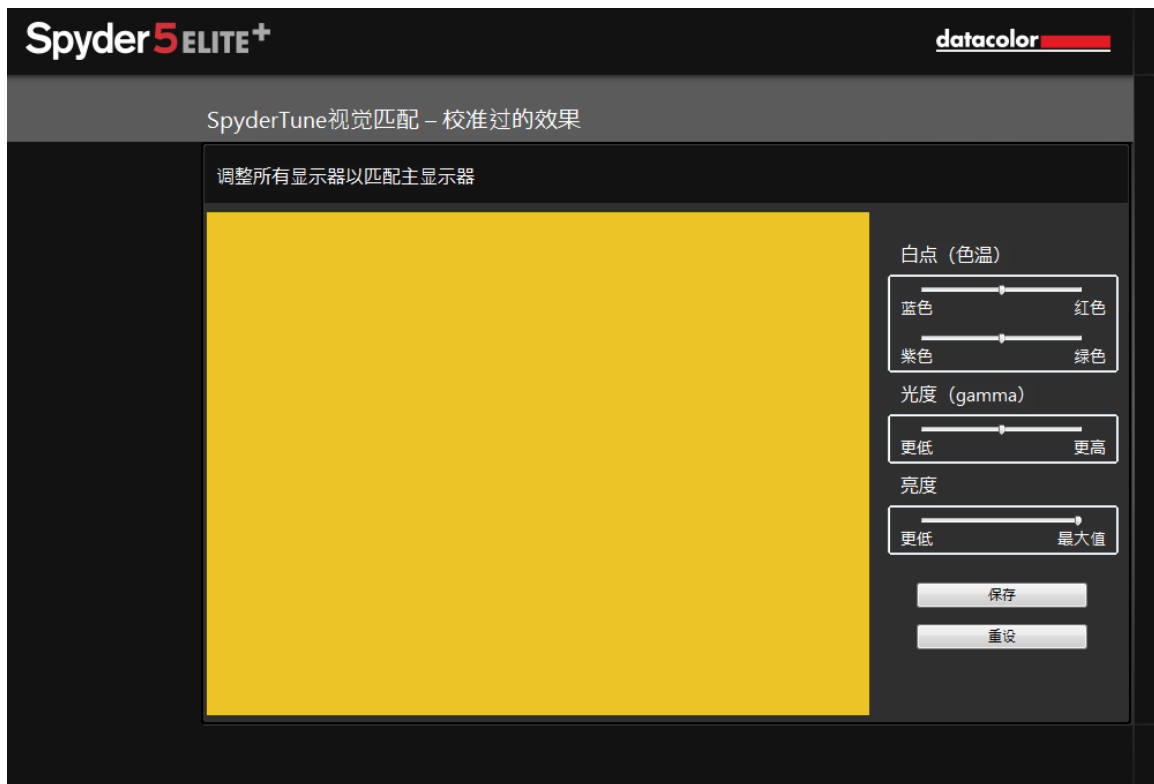 Spyder5ELITE+
datacolor
SpyderTune视觉匹配 – 校准过的效果
调整所有显示器以匹配主显示器
白点（色温）
蓝色 红色
紫色 绿色
光度（gamma）
更低 更高
亮度
更低 最大值
保存
重设